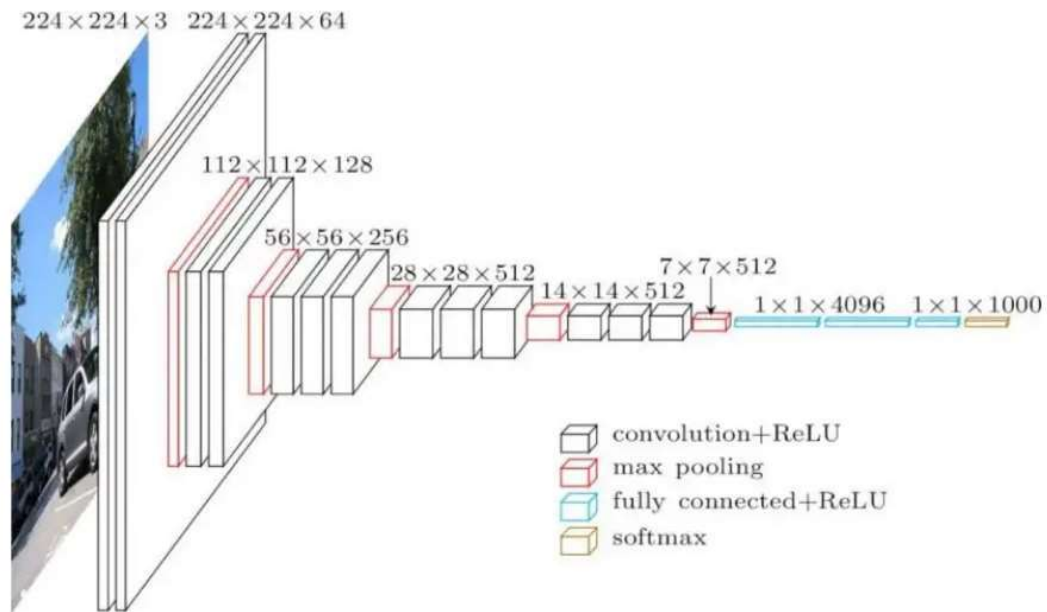 224×224×3
224×224×64
112×112×128
56×56×256
28×28×512
14×14×512
7×7×512
1×1×4096
1×1×1000
convolution+ReLU
max pooling
fully connected+ReLU
softmax